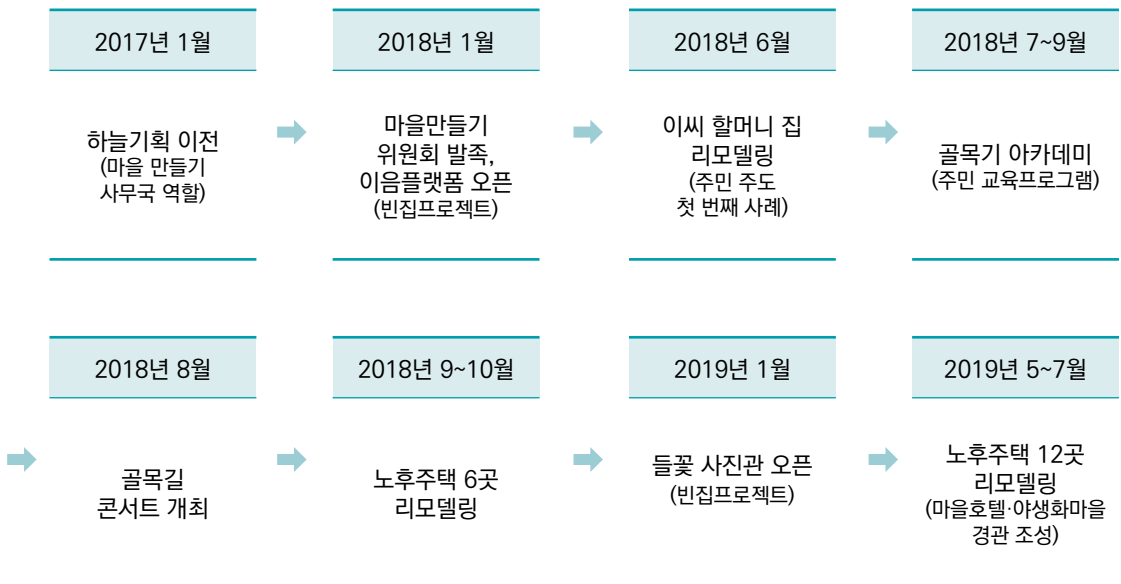 2017년 1월
하늘기획 이전
(마을 만들기
사무국 역할)
2018년 1월
마을만들기
위원회 발족,
이음플랫폼 오픈
(빈집프로젝트)
2018년 6월
이씨 할머니 집
리모델링
(주민 주도
첫 번째 사례)
2018년 7~9월
골목기 아카데미
(주민 교육프로그램)
2018년 8월
골목길
콘서트 개최
2018년 9~10월
노후주택 6곳
리모델링
2019년 1월
들꽃 사진관 오픈
(빈집프로젝트)
2019년 5~7월
노후주택 12곳
리모델링
(마을호텔·야생화마을
경관 조성)